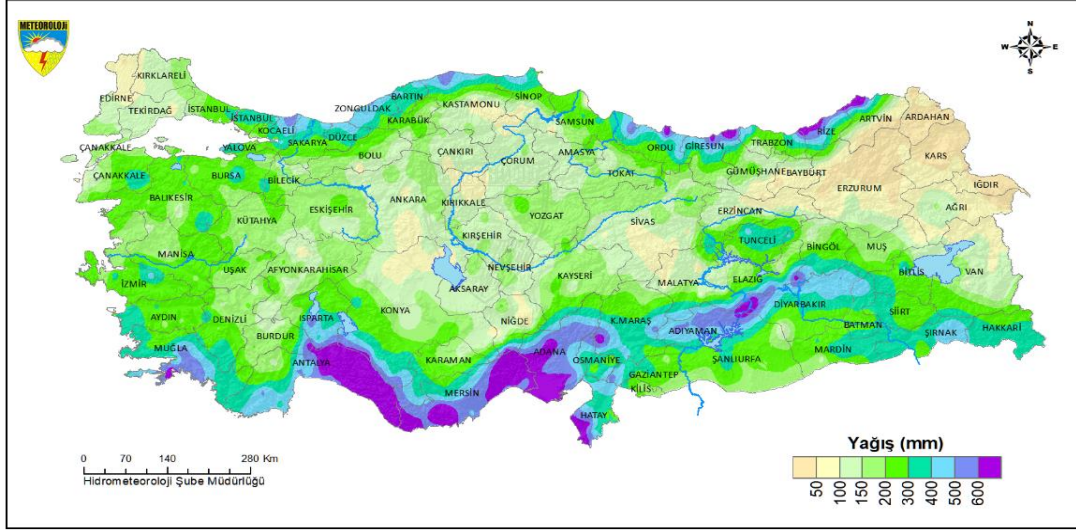 METEOROLOJİ
N
W E
S
KIRKLARELİ
EDİRNE
TEKİRDAĞ
İSTANBUL
İSTANBUL
KOCAELİ
YALOVA
SAKARYA
DÜZCE
ZONGULDAK
BARTIN
KARABÜK
KASTAMONU
SİNOP
SAMSUN
BOLU
ÇANKIRI
ÇORUM
AMASYA
TOKAT
ORDU
GİRESUN
TRABZON
RİZE
ARTVİN
ARDAHAN
KARS
GÜMÜŞHANE
BAYBURT
ERZURUM
IĞDIR
AĞRI
ÇANAKKALE
ÇANAKKALE
BALIKESİR
BURSA
BİLECİK
KÜTAHYA
ESKİŞEHİR
ANKARA
KIRIKKALE
YOZGAT
SİVAS
ERZİNCAN
TUNCELİ
BİNGÖL
MUŞ
KIRŞEHİR
NEVŞEHİR
KAYSERİ
MALATYA
ELAZIĞ
BİTLİS
VAN
MANİSA
UŞAK
AFYONKARAHİSAR
AKSARAY
İZMİR
AYDIN
DENİZLİ
BURDUR
ISPARTA
KONYA
NİĞDE
K.MARAŞ
ADIYAMAN
DİYARBAKIR
BATMAN
SİİRT
ŞIRNAK
HAKKARİ
MUĞLA
ANTALYA
KARAMAN
MERSİN
ADANA
OSMANİYE
GAZİANTEP
KİLİS
ŞANLIURFA
MARDİN
HATAY
0 70 140 280 Km
Hidrometeoroloji Şube Müdürlüğü
Yağış (mm)
50 100 150 200 300 400 500 600